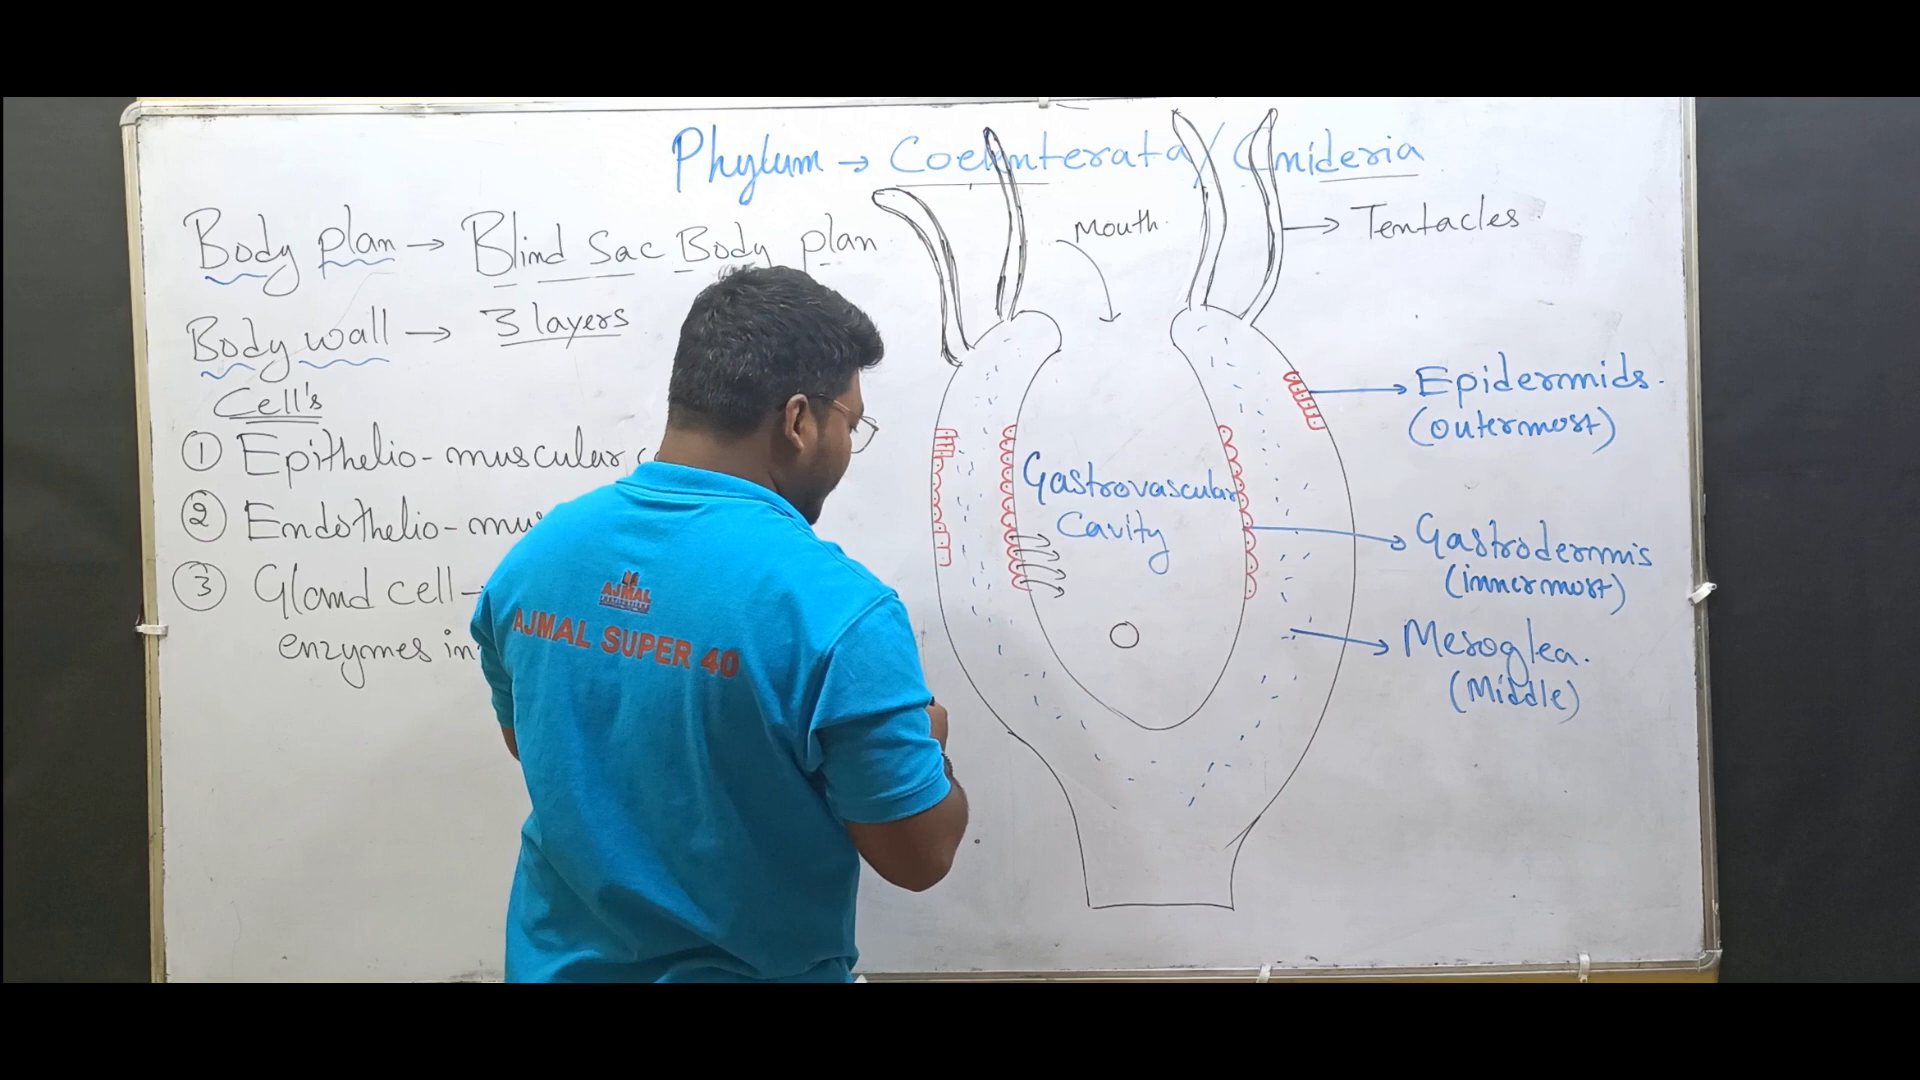 Phylum → Coelenterata / Cnideria
Body plan → Blind Sac Body plan
Body wall → 3 layers
Cell's
① Epithelio-muscular
② Endothelio-
③ Gland cell-
enzymes in
Mouth
Tentacles
Epidermids.
(outermost)
Gastrovascular
Cavity
Gastrodermis
(innermost)
Mesoglea.
(Middle)
AJMAL
AJMAL SUPER 40